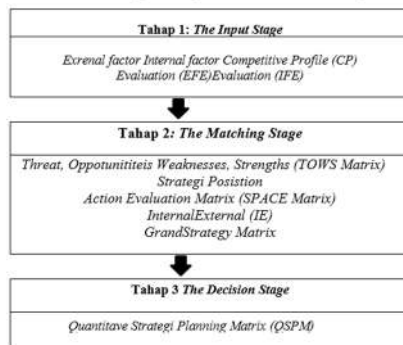 Tahap 1: The Input Stage
Exrenal factor Internal factor Competitive Profile (CP)
Evaluation (EFE)Evaluation (IFE)
Tahap 2: The Matching Stage
Threat, Oppotunititeis Weaknesses, Strengths (TOWS Matrix)
Strategi Posistion
Action Evaluation Matrix (SPACE Matrix)
InternalExternal (IE)
GrandStrategy Matrix
Tahap 3 The Decision Stage
Quantitave Strategi Planning Matrix (QSPM)